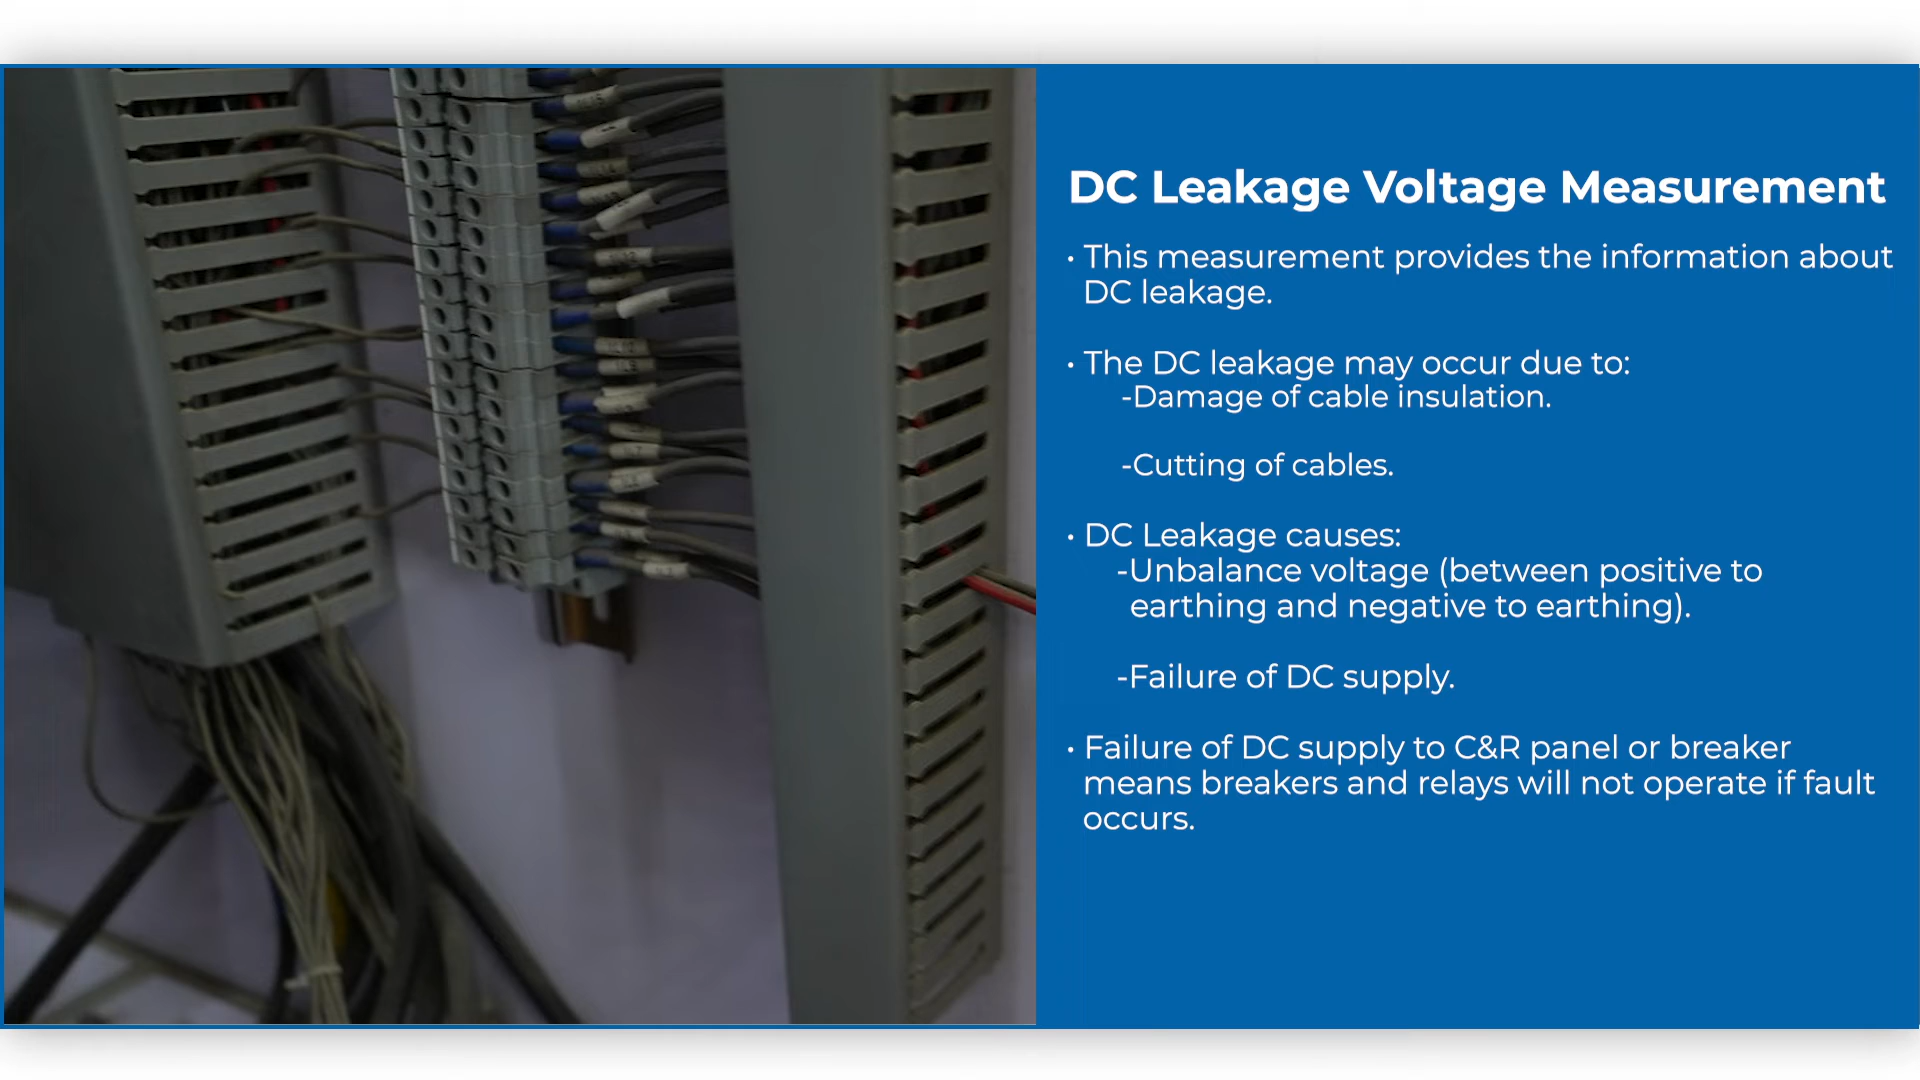 DC Leakage Voltage Measurement
• This measurement provides the information about
DC leakage.
• The DC leakage may occur due to:
-Damage of cable insulation.
-Cutting of cables.
• DC Leakage causes:
-Unbalance voltage (between positive to
earthing and negative to earthing).
-Failure of DC supply.
• Failure of DC supply to C&R panel or breaker
means breakers and relays will not operate if fault
occurs.